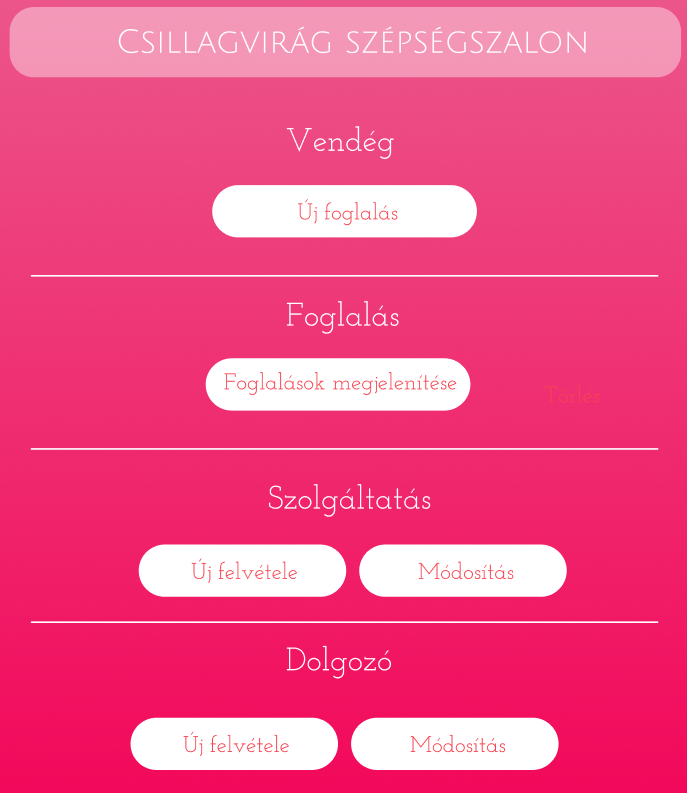 CSILLAGVIRÁG SZÉPSÉGSZALON
Vendég
Új foglalás
Foglalás
Foglalások megjelenítése
Törlés
Szolgáltatás
Új felvétele Módosítás
Dolgozó
Új felvétele Módosítás